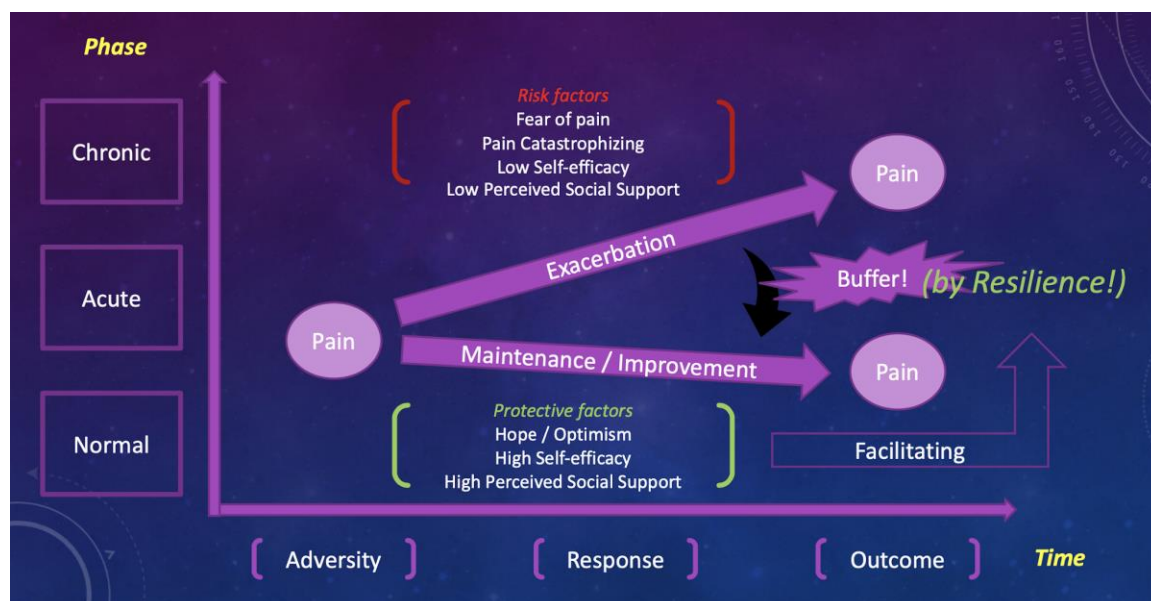 Phase
Chronic
Acute
Normal
Risk factors
Fear of pain
Pain Catastrophizing
Low Self-efficacy
Low Perceived Social Support
Exacerbation
Pain
Buffer! (by Resilience!)
Pain
Maintenance / Improvement
Pain
Protective factors
Hope / Optimism
High Self-efficacy
High Perceived Social Support
Facilitating
Adversity
Response
Outcome
Time